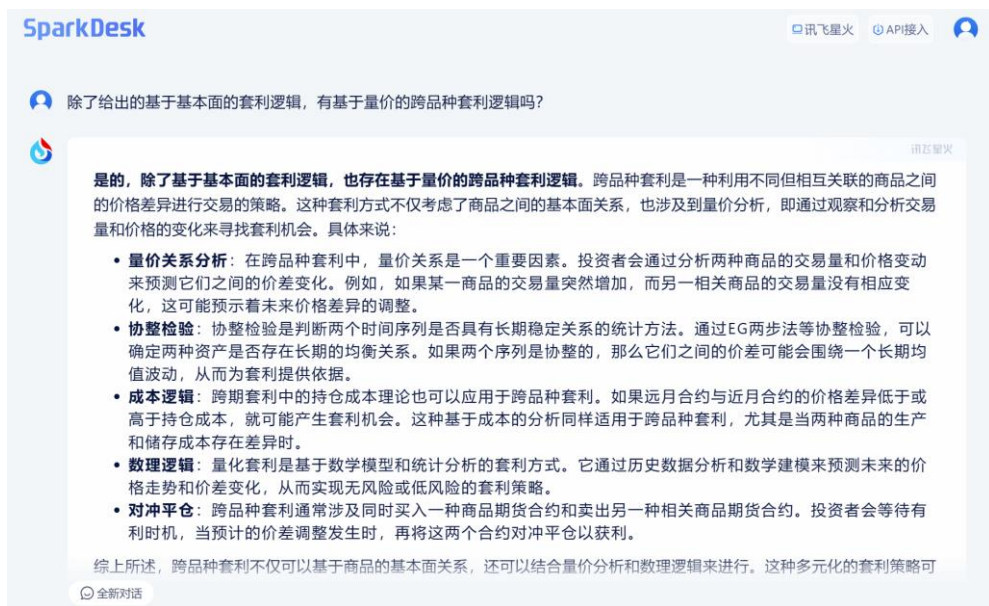 SparkDesk
讯飞星火
API接入
除了给出的基于基本面的套利逻辑，有基于量价的跨品种套利逻辑吗?
讯飞星火
是的，除了基于基本面的套利逻辑，也存在基于量价的跨品种套利逻辑。跨品种套利是一种利用不同但相互关联的商品之间
的价格差异进行交易的策略。这种套利方式不仅考虑了商品之间的基本面关系，也涉及到量价分析，即通过观察和分析交易
量和价格的变化来寻找套利机会。具体来说：
• 量价关系分析：在跨品种套利中，量价关系是一个重要因素。投资者会通过分析两种商品的交易量和价格变动
来预测它们之间的价差变化。例如，如果某一商品的交易量突然增加，而另一相关商品的交易量没有相应变
化，这可能预示着未来价格差异的调整。
• 协整检验：协整检验是判断两个时间序列是否具有长期稳定关系的统计方法。通过EG两步法等协整检验，可以
确定两种资产是否存在长期的均衡关系。如果两个序列是协整的，那么它们之间的价差可能会围绕一个长期均
值波动，从而为套利提供依据。
• 成本逻辑：跨期套利中的持仓成本理论也可以应用于跨品种套利。如果远月合约与近月合约的价格差异低于或
高于持仓成本，就可能产生套利机会。这种基于成本的分析同样适用于跨品种套利，尤其是当两种商品的生产
和储存成本存在差异时。
• 数理逻辑：量化套利是基于数学模型和统计分析的套利方式。它通过历史数据分析和数学建模来预测未来的价
格走势和价差变化，从而实现无风险或低风险的套利策略。
• 对冲平仓：跨品种套利通常涉及同时买入一种商品期货合约和卖出另一种相关商品期货合约。投资者会等待有
利时机，当预计的价差调整发生时，再将这两个合约对冲平仓以获利。
综上所述，跨品种套利不仅可以基于商品的基本面关系，还可以结合量价分析和数理逻辑来进行。这种多元化的套利策略可
全新对话